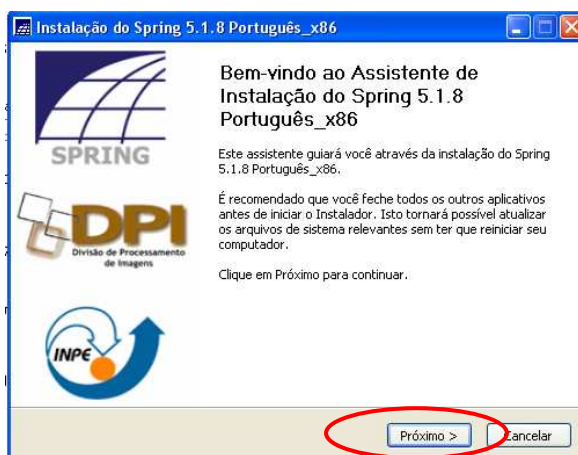 Instalação do Spring 5.1.8 Português_x86
SPRING
DPI
Divisão de Processamento
de Imagens
INPE
Bem-vindo ao Assistente de
Instalação do Spring 5.1.8
Português_x86
Este assistente guiará você através da instalação do Spring
5.1.8 Português_x86.
É recomendado que você feche todos os outros aplicativos
antes de iniciar o Instalador. Isto tornará possível atualizar
os arquivos de sistema relevantes sem ter que reiniciar seu
computador.
Clique em Próximo para continuar.
Próximo >
Cancelar